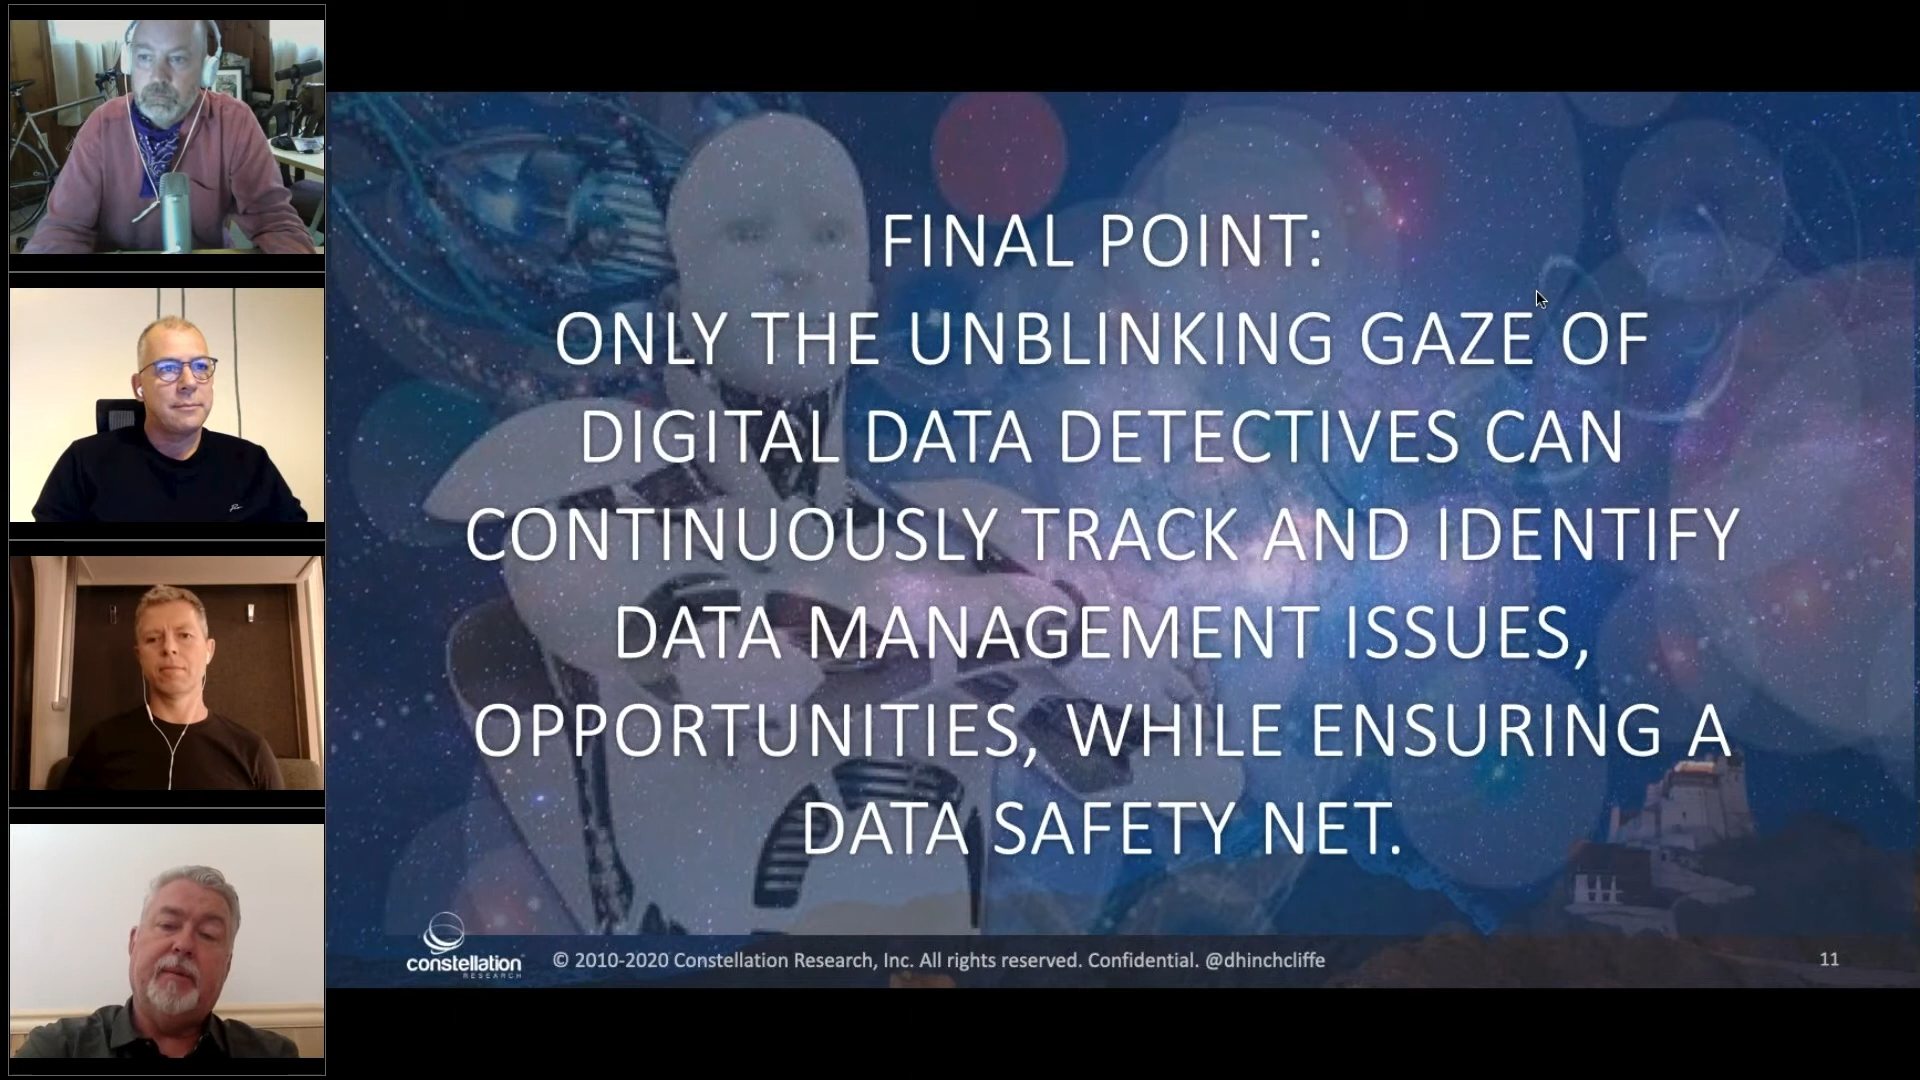 FINAL POINT:
ONLY THE UNBLINKING GAZE OF
DIGITAL DATA DETECTIVES CAN
CONTINUOUSLY TRACK AND IDENTIFY
DATA MANAGEMENT ISSUES,
OPPORTUNITIES, WHILE ENSURING A
DATA SAFETY NET.
constellation
RESEARCH
© 2010-2020 Constellation Research, Inc. All rights reserved. Confidential. @dhinchcliffe
11